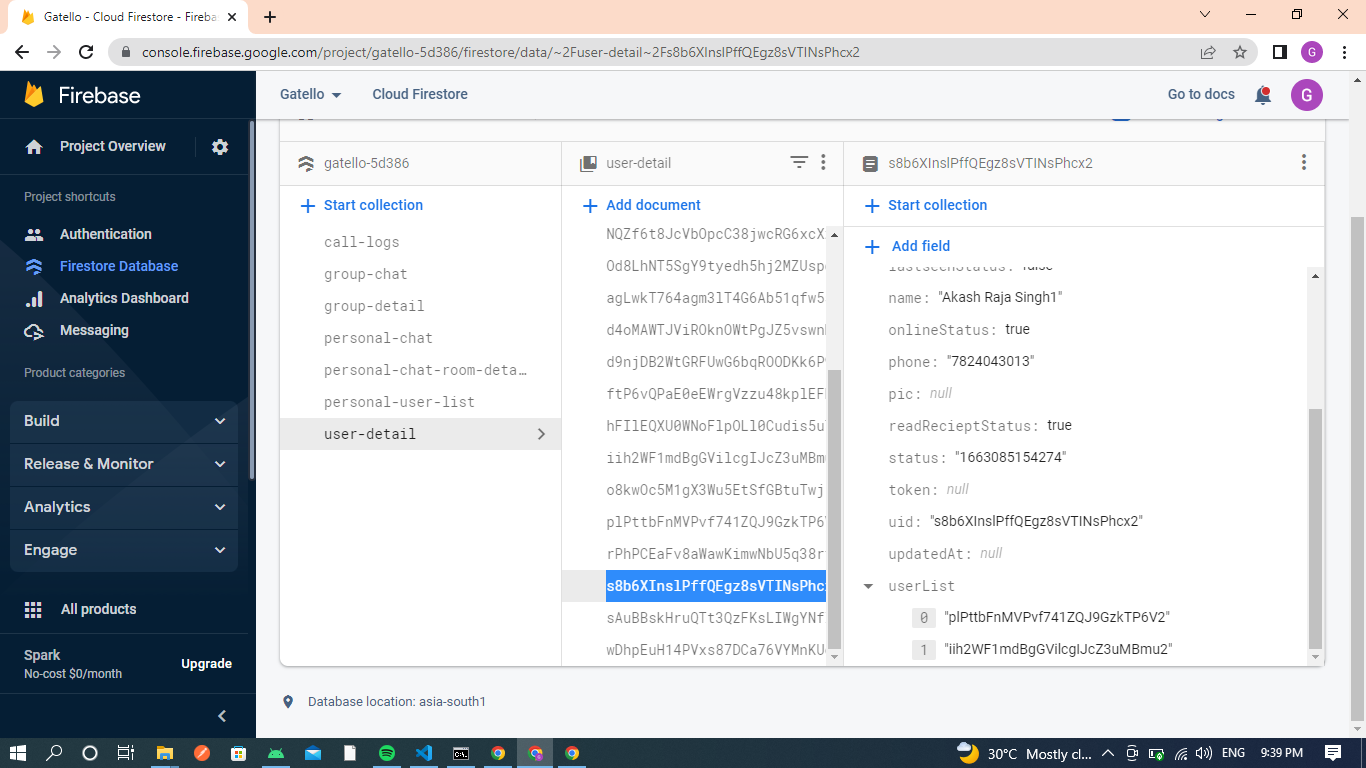 Gatello - Cloud Firestore - Fireba
console.firebase.google.com/project/gatello-5d386/firestore/data/~2Fuser-detail~2Fs8b6XInslPffQEgz8sVTINsPhcx2
G
Firebase
Gatello
Cloud Firestore
Go to docs
G
Project Overview
Project shortcuts
Authentication
Firestore Database
Analytics Dashboard
Messaging
Product categories
Build
Release & Monitor
Analytics
Engage
All products
Spark
No-cost $0/month
Upgrade
gatello-5d386
Start collection
call-logs
group-chat
group-detail
personal-chat
personal-chat-room-deta…
personal-user-list
user-detail
user-detail
Add document
NQZf6t8JcVbOpcC38jwcRG6xcX
Od8LhNT5SgY9tyedh5hj2MZUsp
agLwkT764agm3lT4G6Ab51qfw5
d4oMAWTJViROknOWtPgJZ5vswn
d9njDB2WtGRFUwG6bqROODKk6P
ftP6vQPaE0eEWrgVzzu48kplEF
hFIlEQXU0WNoFlpOLl0Cudis5u
iih2WF1mdBgGVilcgIJcZ3uMBm
o8kwOc5M1gX3Wu5EtSfGBtuTwj
plPttbFnMVPvf741ZQJ9GzkTP6
rPhPCEaFv8aWawKimwNbU5q38r
s8b6XInslPffQEgz8sVTINsPhc
sAuBBskHruQTt3QzFKsLIWgYNf
wDhpEuH14PVxs87DCa76VYMnKU
s8b6XInslPffQEgz8sVTINsPhcx2
Start collection
Add field
lastseenStatus: false
name: "Akash Raja Singh1"
onlineStatus: true
phone: "7824043013"
pic: null
readRecieptStatus: true
status: "1663085154274"
token: null
uid: "s8b6XInslPffQEgz8sVTINsPhcx2"
updatedAt: null
userList
0 "plPttbFnMVPvf741ZQJ9GzkTP6V2"
1 "iih2WF1mdBgGVilcgIJcZ3uMBmu2"
Database location: asia-south1
30°C Mostly cl...
ENG
9:39 PM